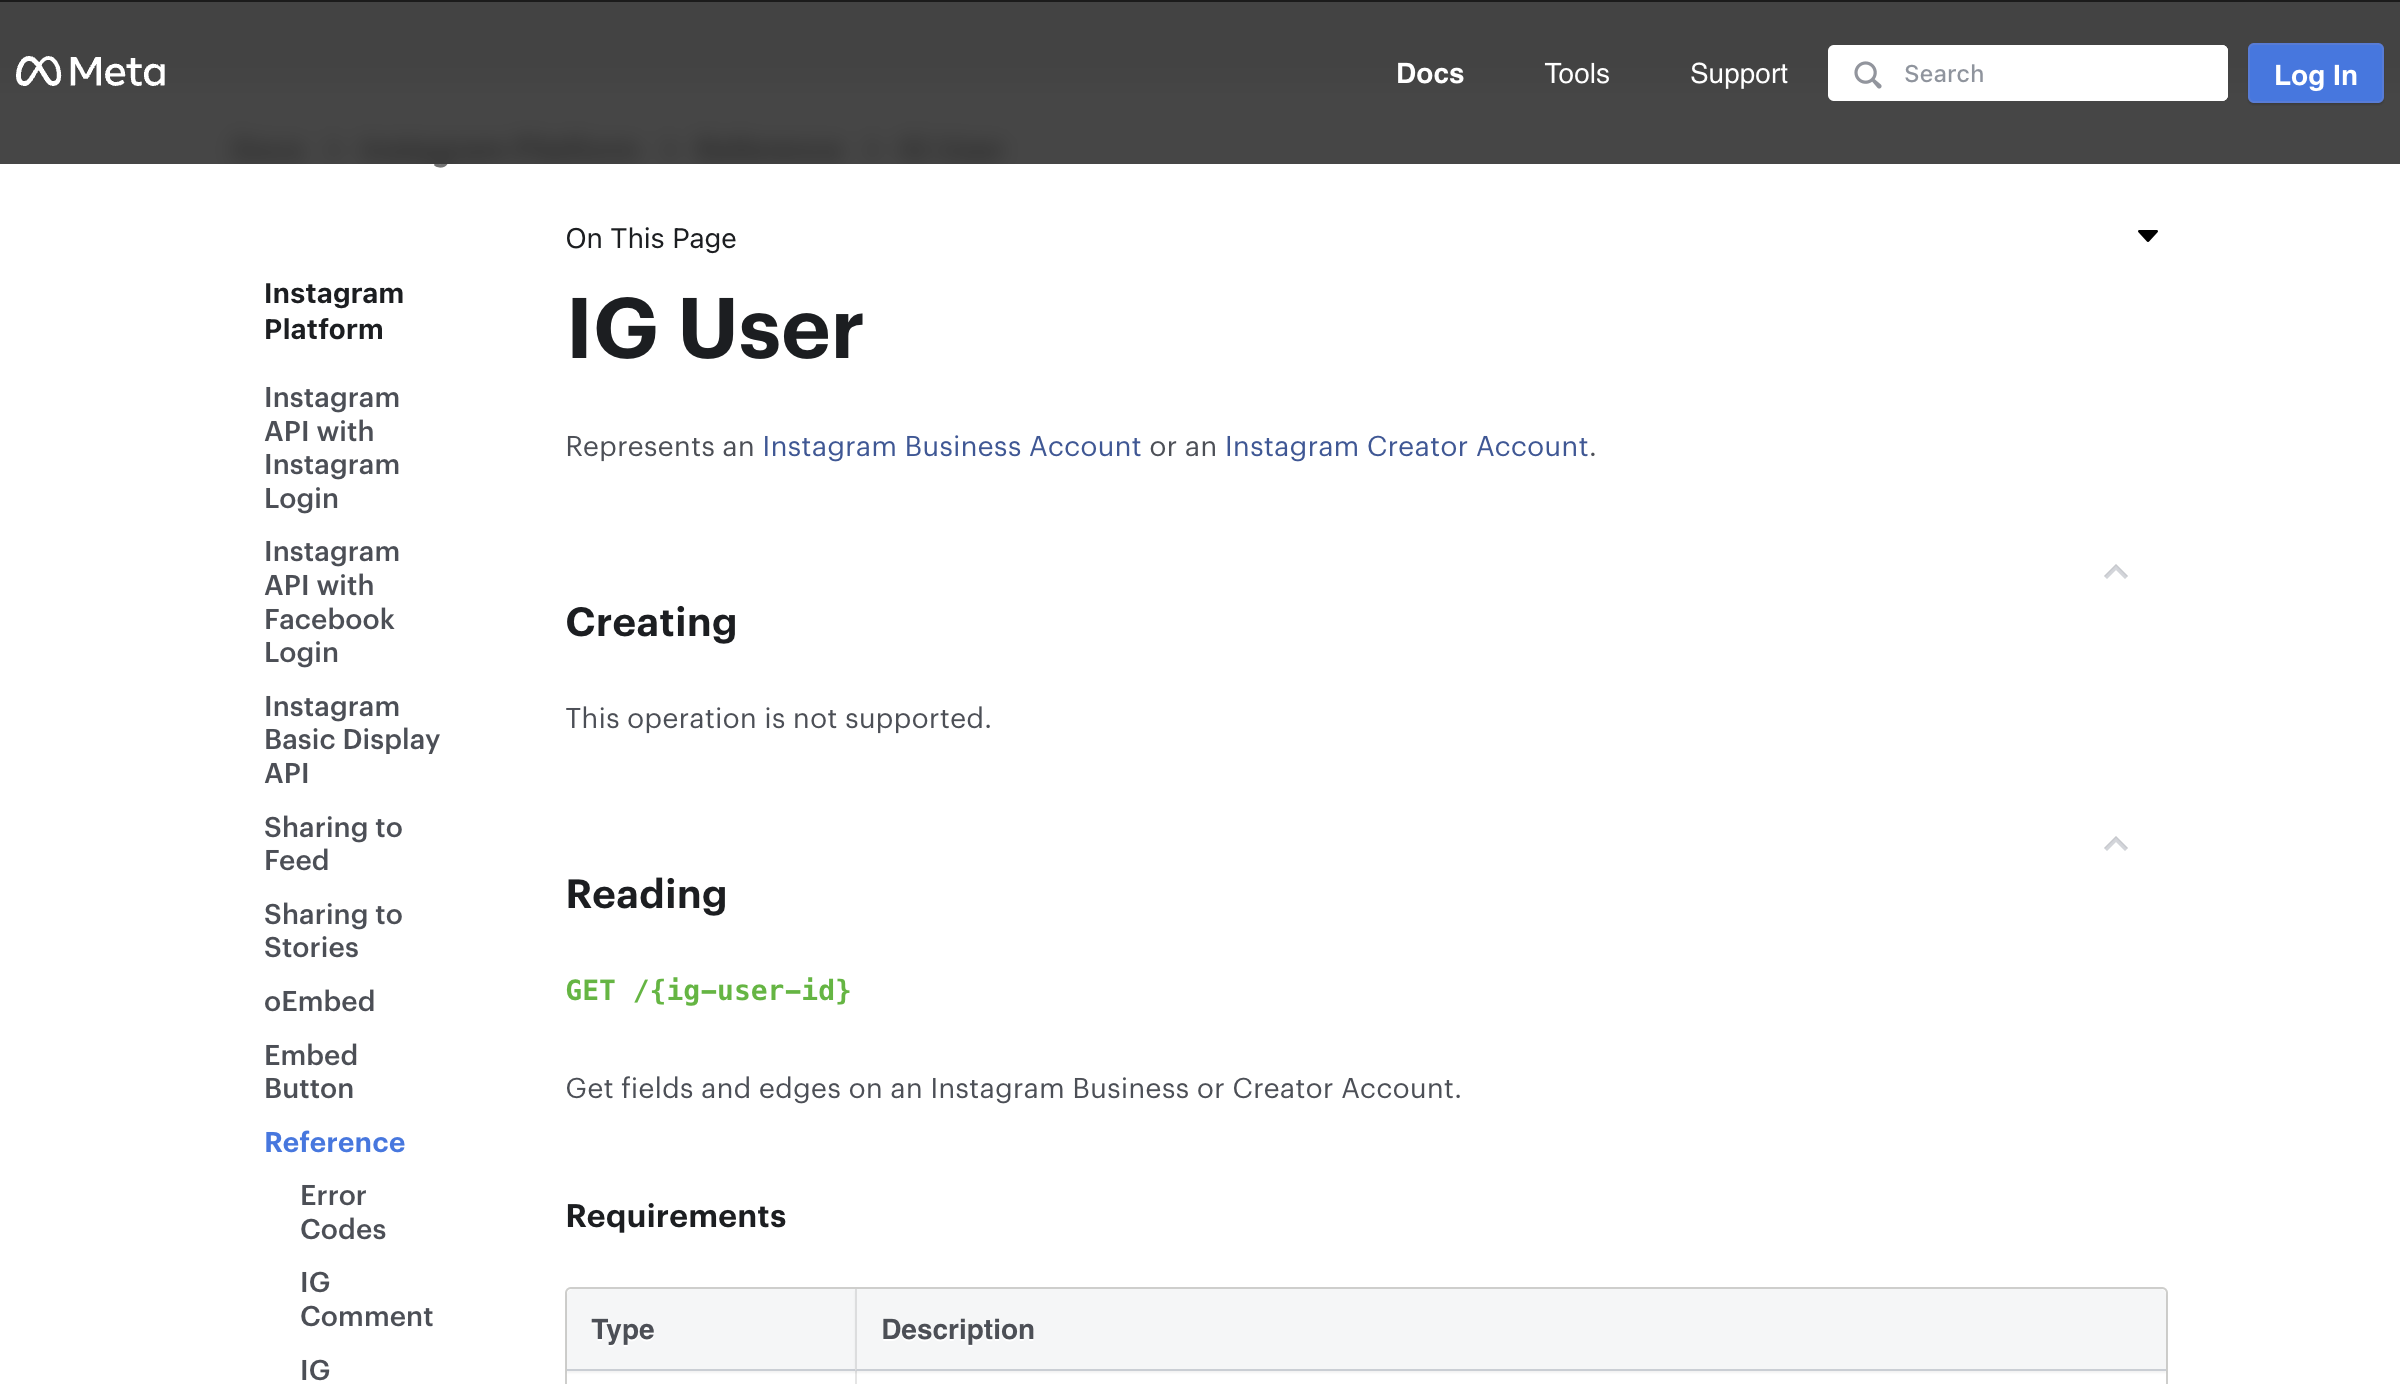 Meta
Docs
Tools
Support
Search
Log In
Instagram
Platform
Instagram
API with
Instagram
Login
Instagram
API with
Facebook
Login
Instagram
Basic Display
API
Sharing to
Feed
Sharing to
Stories
oEmbed
Embed
Button
Reference
Error
Codes
IG
Comment
IG
On This Page
IG User
Represents an Instagram Business Account or an Instagram Creator Account.
Creating
This operation is not supported.
Reading
GET /{ig-user-id}
Get fields and edges on an Instagram Business or Creator Account.
Requirements
Type
Description